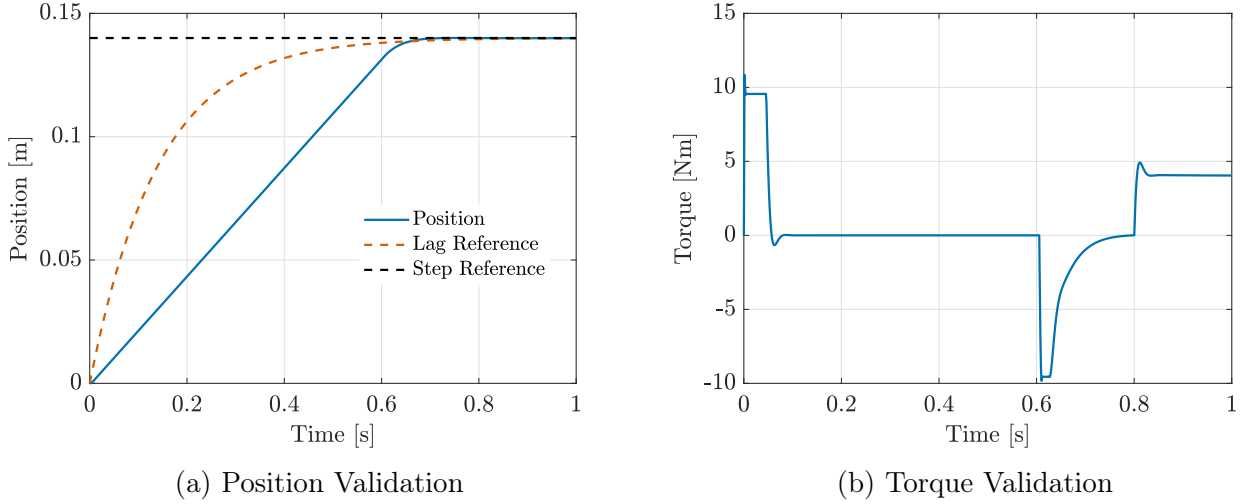 0.15
0.1
0.05
0
Position [m]
0
0.2
0.4
0.6
0.8
1
Time [s]
Position
Lag Reference
Step Reference
(a) Position Validation
15
10
5
0
-5
-10
Torque [Nm]
0
0.2
0.4
0.6
0.8
1
Time [s]
(b) Torque Validation